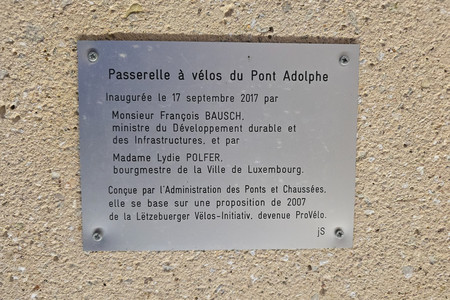 Passerelle à vélos du Pont Adolphe
Inaugurée le 17 septembre 2017 par
Monsieur François BAUSCH,
ministre du Développement durable et
des Infrastructures, et par
Madame Lydie POLFER,
bourgmestre de la Ville de Luxembourg.
Conçue par l'Administration des Ponts et Chaussées,
elle se base sur une proposition de 2007
de la Lëtzebuerger Vëlos-Initiativ, devenue ProVelo.
jS